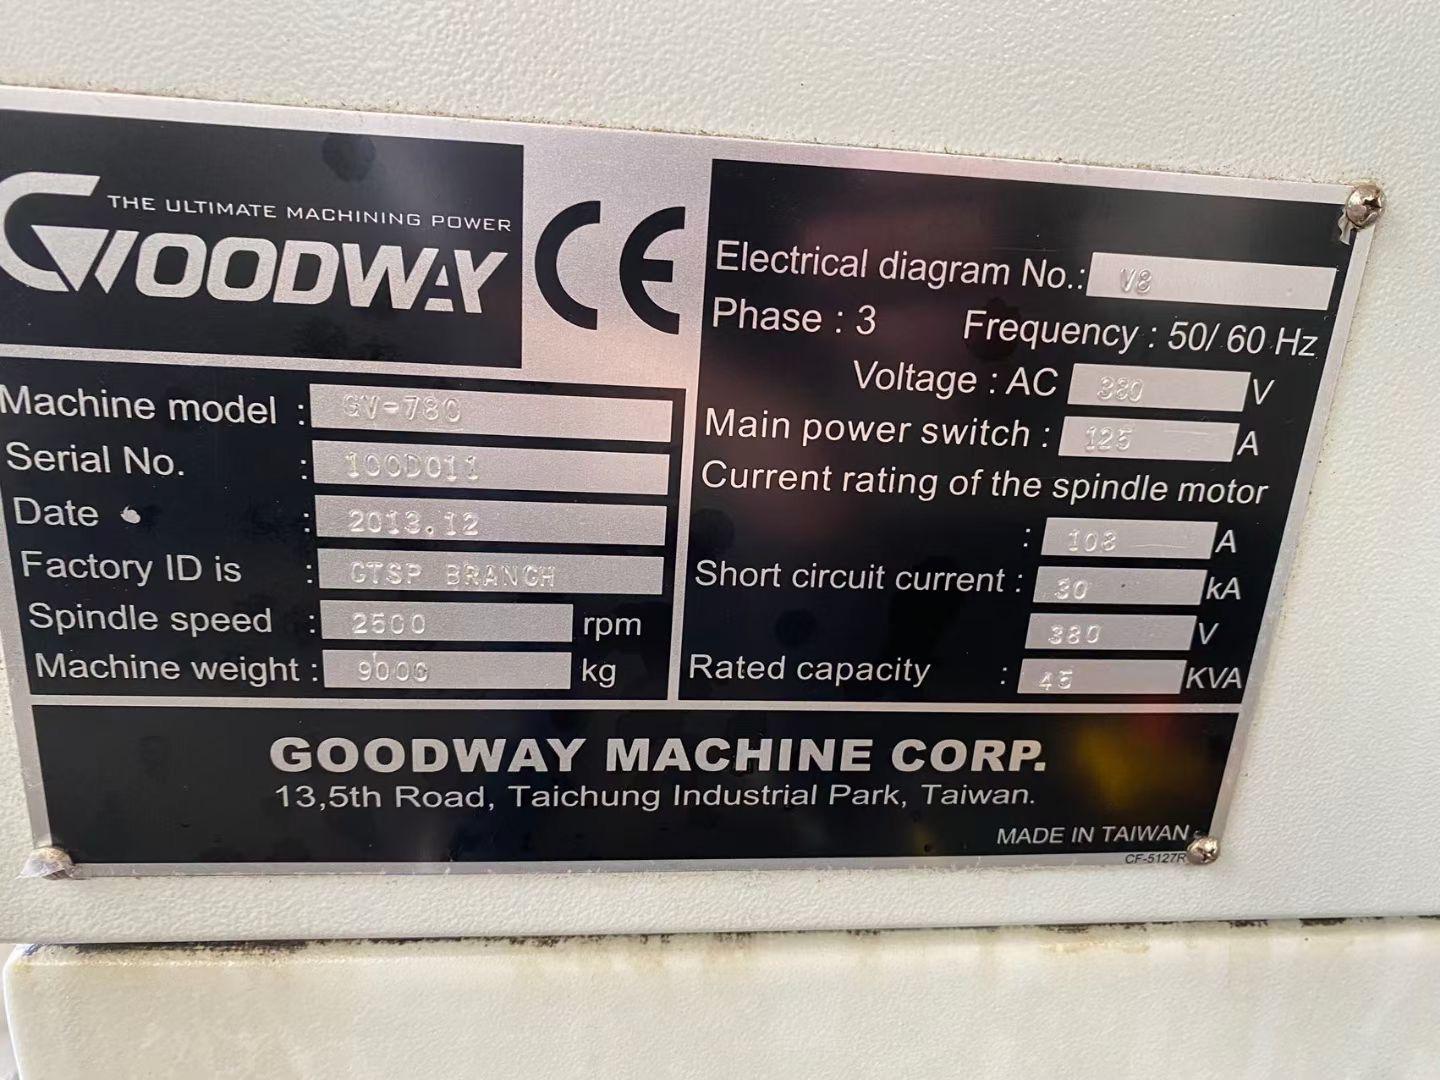 THE ULTIMATE MACHINING POWER
GOODWAY
CE
Machine model : GV-780
Serial No. : 100D011
Date : 2013.12
Factory ID is : GTSP BRANCH
Spindle speed : 2500 rpm
Machine weight : 9000 kg
Electrical diagram No.: V8
Phase : 3 Frequency : 50/ 60 Hz
Voltage : AC 380 V
Main power switch : 125 A
Current rating of the spindle motor
: 108 A
Short circuit current : 30 kA
380 V
Rated capacity : 45 KVA
GOODWAY MACHINE CORP.
13,5th Road, Taichung Industrial Park, Taiwan.
MADE IN TAIWAN
CF-5127R